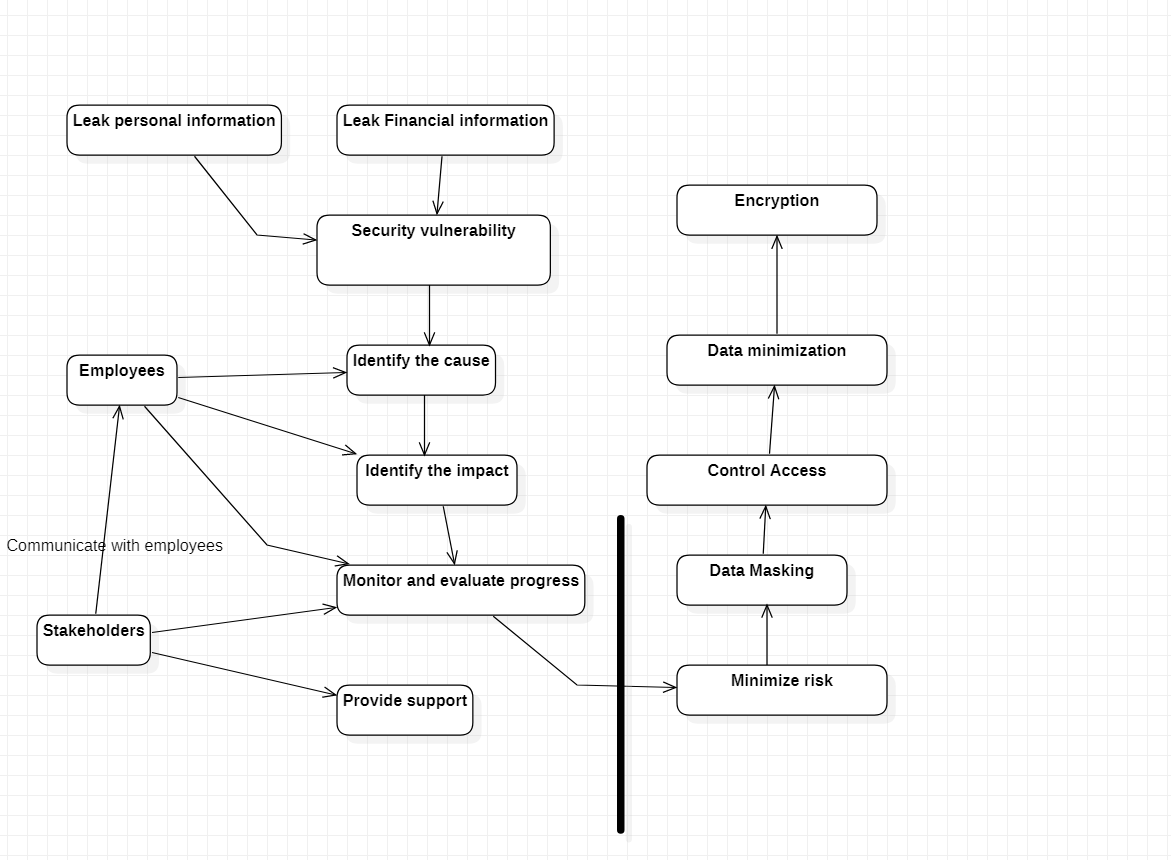 Leak personal information
Leak Financial information
Security vulnerability
Encryption
Data minimization
Identify the cause
Employees
Identify the impact
Control Access
Communicate with employees
Data Masking
Monitor and evaluate progress
Stakeholders
Minimize risk
Provide support